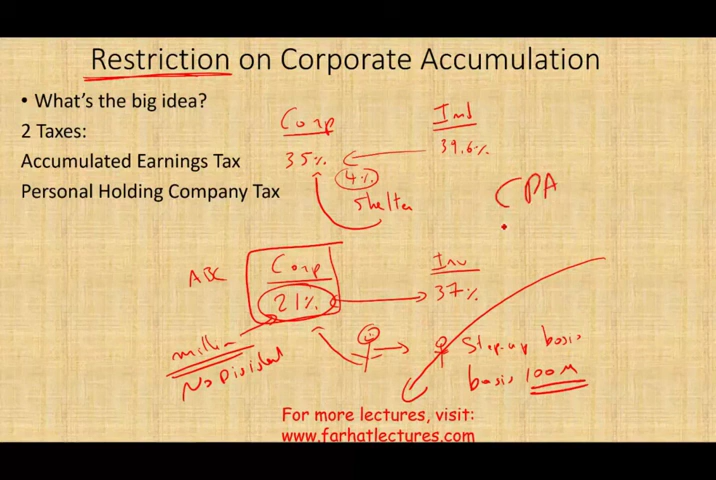 Restriction on Corporate Accumulation
• What's the big idea?
2 Taxes:
Accumulated Earnings Tax
Personal Holding Company Tax
Corp
Ind
35%
39.6%
4%
Shelter
CPA
ABC
Corp
21%
37%
million
No Dividend
Step-up basis
basis 100 M
For more lectures, visit:
www.farhatlectures.com